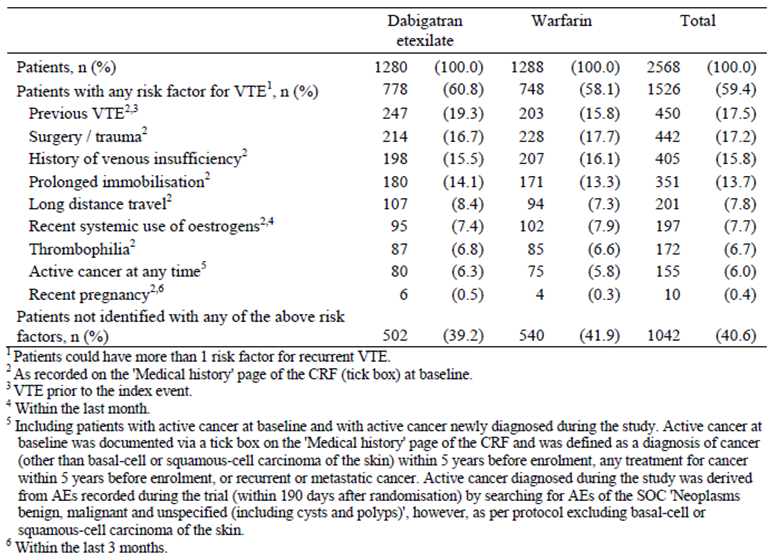 Dabigatran etexilate Warfarin Total
Patients, n (%) 1280 (100.0) 1288 (100.0) 2568 (100.0)
Patients with any risk factor for VTE¹, n (%) 778 (60.8) 748 (58.1) 1526 (59.4)
Previous VTE²,³ 247 (19.3) 203 (15.8) 450 (17.5)
Surgery / trauma² 214 (16.7) 228 (17.7) 442 (17.2)
History of venous insufficiency² 198 (15.5) 207 (16.1) 405 (15.8)
Prolonged immobilisation² 180 (14.1) 171 (13.3) 351 (13.7)
Long distance travel² 107 (8.4) 94 (7.3) 201 (7.8)
Recent systemic use of oestrogens²,⁴ 95 (7.4) 102 (7.9) 197 (7.7)
Thrombophilia² 87 (6.8) 85 (6.6) 172 (6.7)
Active cancer at any time⁵ 80 (6.3) 75 (5.8) 155 (6.0)
Recent pregnancy²,⁶ 6 (0.5) 4 (0.3) 10 (0.4)
Patients not identified with any of the above risk
factors, n (%) 502 (39.2) 540 (41.9) 1042 (40.6)
¹ Patients could have more than 1 risk factor for recurrent VTE.
² As recorded on the 'Medical history' page of the CRF (tick box) at baseline.
³ VTE prior to the index event.
⁴ Within the last month.
⁵ Including patients with active cancer at baseline and with active cancer newly diagnosed during the study. Active cancer at
baseline was documented via a tick box on the 'Medical history' page of the CRF and was defined as a diagnosis of cancer
(other than basal-cell or squamous-cell carcinoma of the skin) within 5 years before enrolment, any treatment for cancer
within 5 years before enrolment, or recurrent or metastatic cancer. Active cancer diagnosed during the study was derived
from AEs recorded during the trial (within 190 days after randomisation) by searching for AEs of the SOC 'Neoplasms
benign, malignant and unspecified (including cysts and polyps)', however, as per protocol excluding basal-cell or
squamous-cell carcinoma of the skin.
⁶ Within the last 3 months.